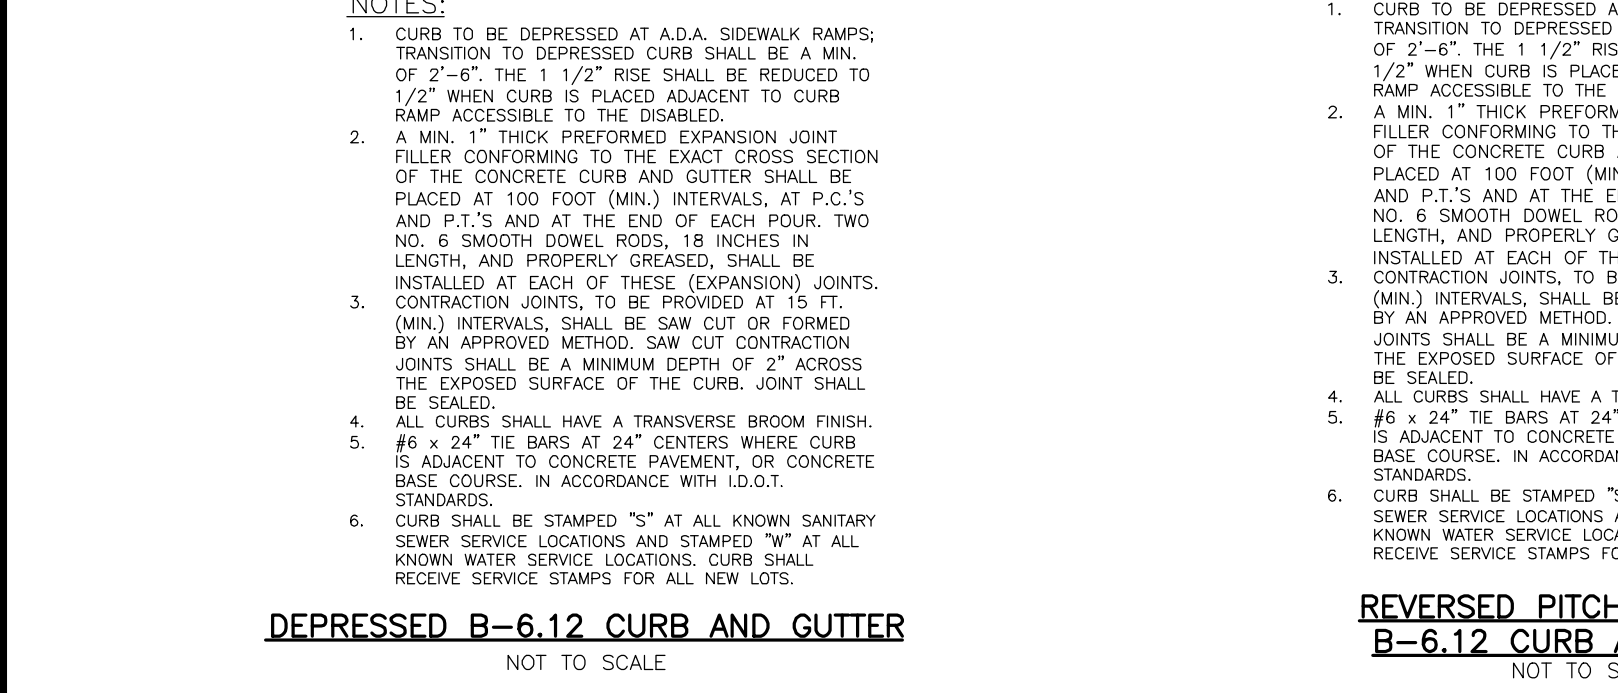 NOTES:
1. CURB TO BE DEPRESSED AT A.D.A. SIDEWALK RAMPS;
TRANSITION TO DEPRESSED CURB SHALL BE A MIN.
OF 2'–6". THE 1 1/2" RISE SHALL BE REDUCED TO
1/2" WHEN CURB IS PLACED ADJACENT TO CURB
RAMP ACCESSIBLE TO THE DISABLED.
2. A MIN. 1" THICK PREFORMED EXPANSION JOINT
FILLER CONFORMING TO THE EXACT CROSS SECTION
OF THE CONCRETE CURB AND GUTTER SHALL BE
PLACED AT 100 FOOT (MIN.) INTERVALS, AT P.C.'S
AND P.T.'S AND AT THE END OF EACH POUR. TWO
NO. 6 SMOOTH DOWEL RODS, 18 INCHES IN
LENGTH, AND PROPERLY GREASED, SHALL BE
INSTALLED AT EACH OF THESE (EXPANSION) JOINTS.
3. CONTRACTION JOINTS, TO BE PROVIDED AT 15 FT.
(MIN.) INTERVALS, SHALL BE SAW CUT OR FORMED
BY AN APPROVED METHOD. SAW CUT CONTRACTION
JOINTS SHALL BE A MINIMUM DEPTH OF 2" ACROSS
THE EXPOSED SURFACE OF THE CURB. JOINT SHALL
BE SEALED.
4. ALL CURBS SHALL HAVE A TRANSVERSE BROOM FINISH.
5. #6 x 24" TIE BARS AT 24" CENTERS WHERE CURB
IS ADJACENT TO CONCRETE PAVEMENT, OR CONCRETE
BASE COURSE. IN ACCORDANCE WITH I.D.O.T.
STANDARDS.
6. CURB SHALL BE STAMPED "S" AT ALL KNOWN SANITARY
SEWER SERVICE LOCATIONS AND STAMPED "W" AT ALL
KNOWN WATER SERVICE LOCATIONS. CURB SHALL
RECEIVE SERVICE STAMPS FOR ALL NEW LOTS.
DEPRESSED B–6.12 CURB AND GUTTER
NOT TO SCALE
1. CURB TO BE DEPRESSED
TRANSITION TO DEPRESSED
OF 2'–6". THE 1 1/2"
1/2" WHEN CURB IS
RAMP ACCESSIBLE TO THE
2. A MIN. 1" THICK
FILLER CONFORMING TO
OF THE CONCRETE CURB
PLACED AT 100 FOOT
AND P.T.'S AND AT THE
NO. 6 SMOOTH DOWEL
LENGTH, AND PROPERLY
INSTALLED AT EACH OF
3. CONTRACTION JOINTS, TO
(MIN.) INTERVALS, SHALL
BY AN APPROVED METHOD.
JOINTS SHALL BE A
THE EXPOSED SURFACE OF
BE SEALED.
4. ALL CURBS SHALL HAVE A
5. #6 x 24" TIE BARS AT 24"
IS ADJACENT TO CONCRETE
BASE COURSE. IN
STANDARDS.
6. CURB SHALL BE STAMPED
SEWER SERVICE LOCATIONS
KNOWN WATER SERVICE
RECEIVE SERVICE STAMPS
REVERSED PITCH
B–6.12 CURB
NOT TO